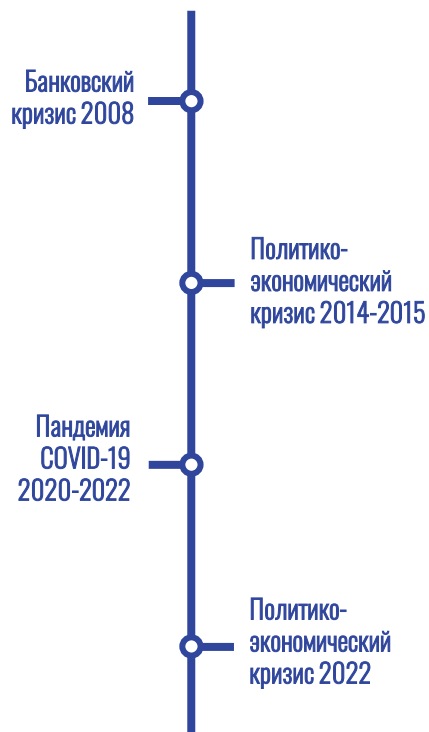 Банковский
кризис 2008
Политико-
экономический
кризис 2014-2015
Пандемия
COVID-19
2020-2022
Политико-
экономический
кризис 2022